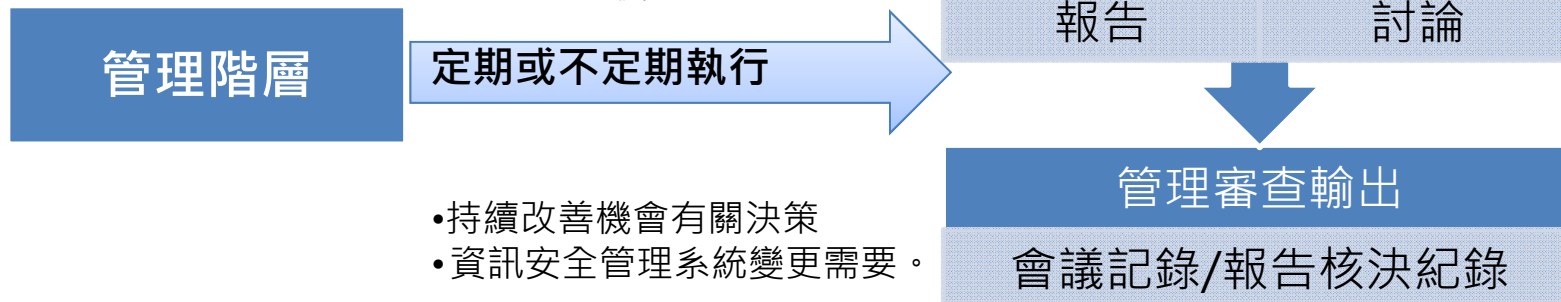 管理階層
定期或不定期執行
報告
討論
管理審查輸出
•持續改善機會有關決策
•資訊安全管理系統變更需要。
會議記錄/報告核決紀錄